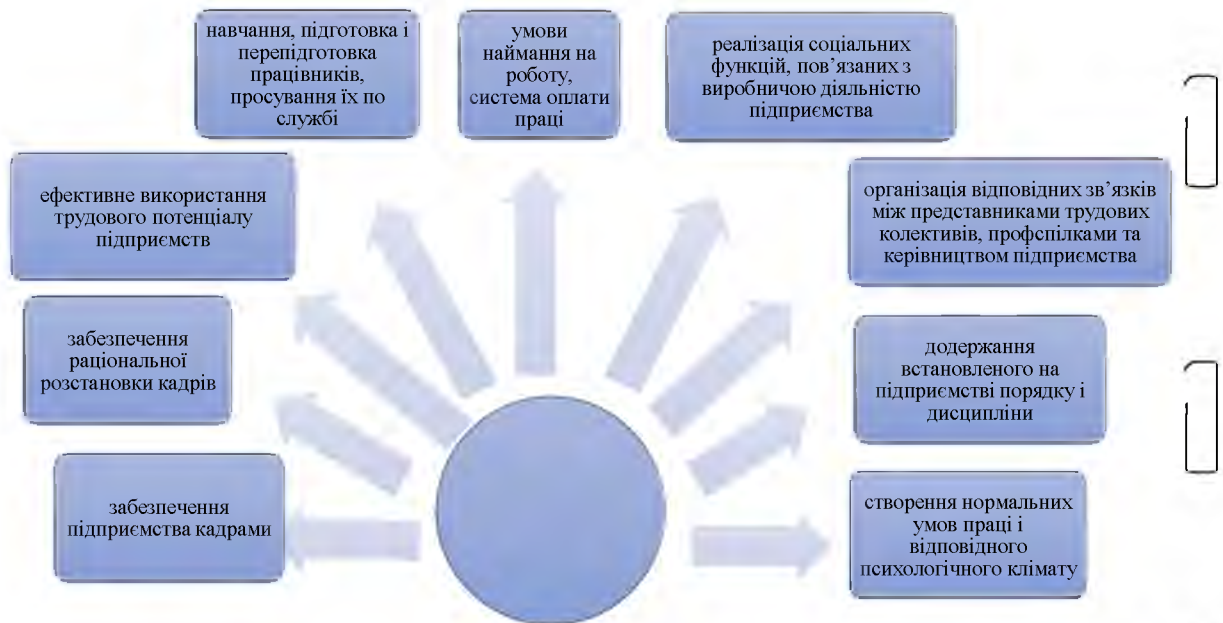 навчання, підготовка і
перепідготовка
працівників,
просування їх по
службі
умови
наймання на
роботу,
система оплати
праці
реалізація соціальних
функцій, пов’язаних з
виробничою діяльністю
підприємства
ефективне використання
трудового потенціалу
підприємств
організація відповідних зв’язків
між представниками трудових
колективів, профспілками та
керівництвом підприємства
забезпечення
раціональної
розстановки кадрів
додержання
встановленого на
підприємстві порядку і
дисципліни
забезпечення
підприємства кадрами
створення нормальних
умов праці і
відповідного
психологічного клімату